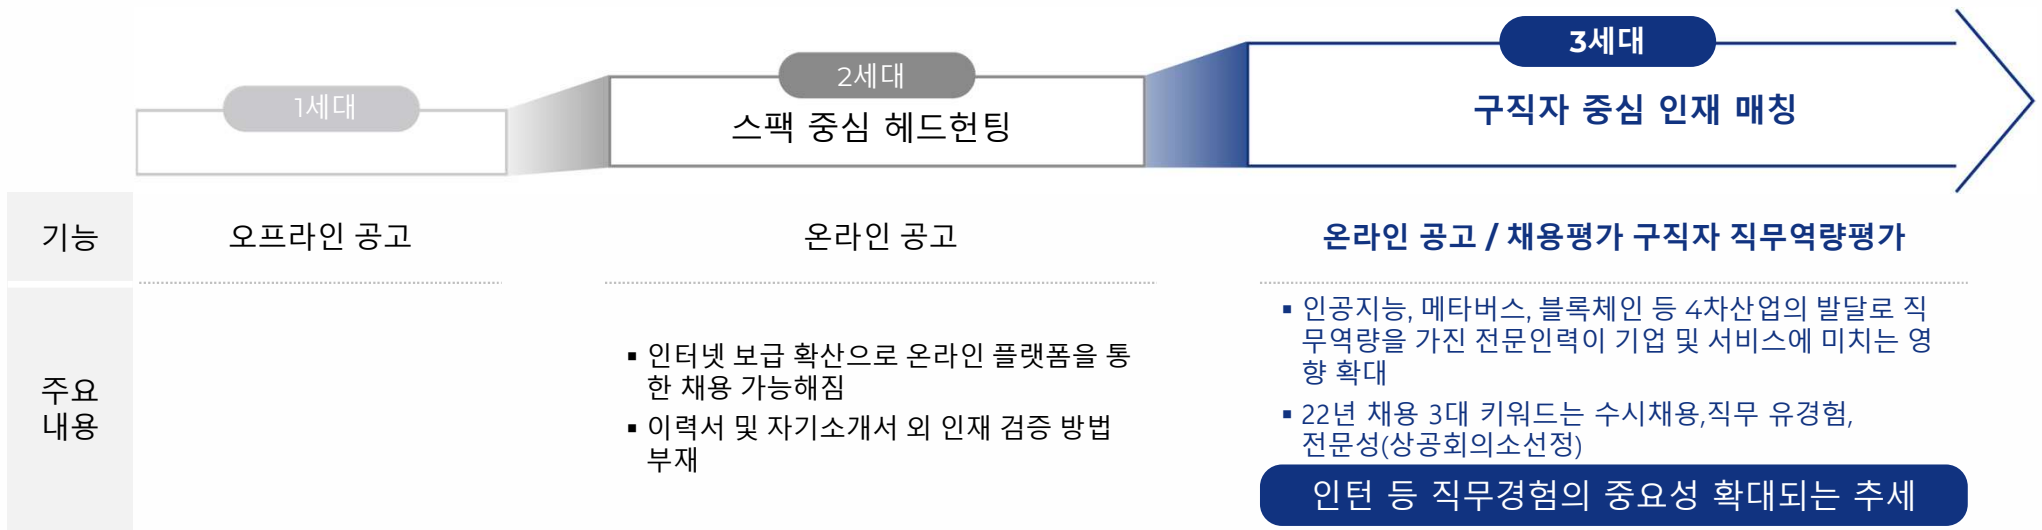 1세대
2세대
스팩 중심 헤드헌팅
3세대
구직자 중심 인재 매칭
기능
오프라인 공고
온라인 공고
온라인 공고 / 채용평가 구직자 직무역량평가
주요
내용
▪ 인터넷 보급 확산으로 온라인 플랫폼을 통
한 채용 가능해짐
▪ 이력서 및 자기소개서 외 인재 검증 방법
부재
▪ 인공지능, 메타버스, 블록체인 등 4차산업의 발달로 직
무역량을 가진 전문인력이 기업 및 서비스에 미치는 영
향 확대
▪ 22년 채용 3대 키워드는 수시채용,직무 유경험,
전문성(상공회의소선정)
인턴 등 직무경험의 중요성 확대되는 추세